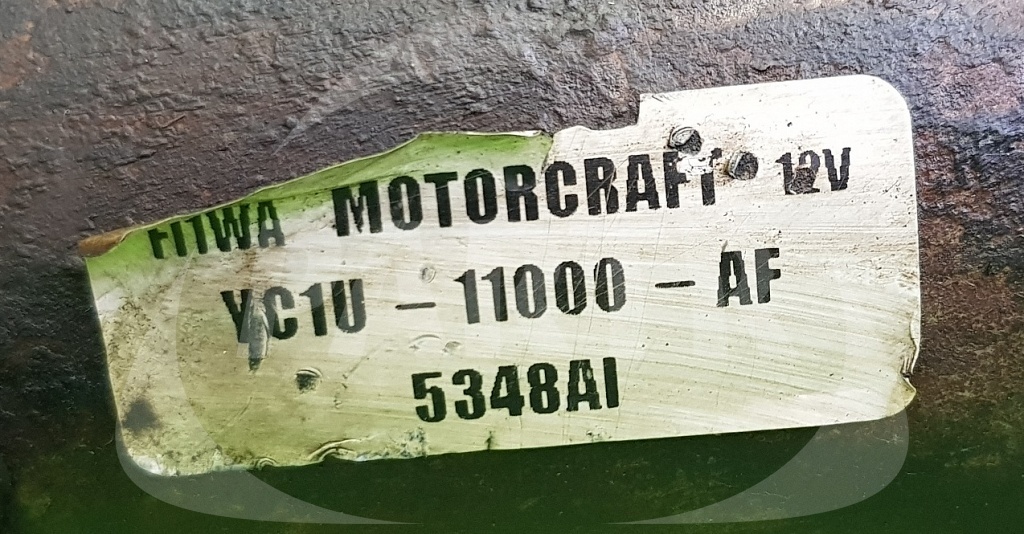 MOTORCRAFT 12V
YC1U - 11000 - AF
5348AI